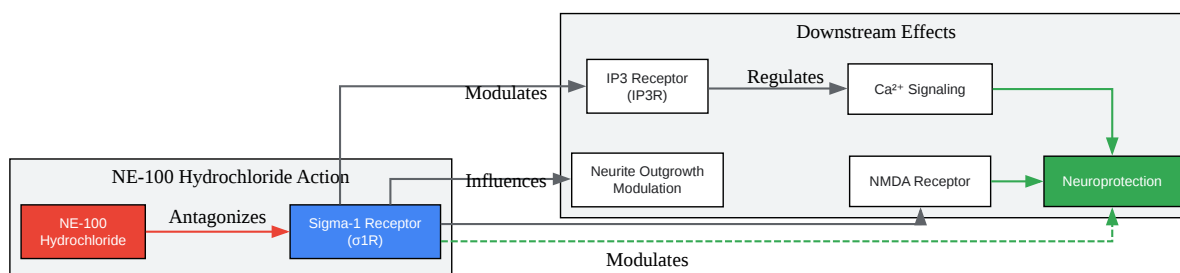 Downstream Effects
IP3 Receptor
(IP3R)
Regulates
Ca²⁺ Signaling
Modulates
NE-100 Hydrochloride Action
Influences
Neurite Outgrowth
Modulation
NMDA Receptor
Neuroprotection
NE-100
Hydrochloride
Antagonizes
Sigma-1 Receptor
(σ1R)
Modulates